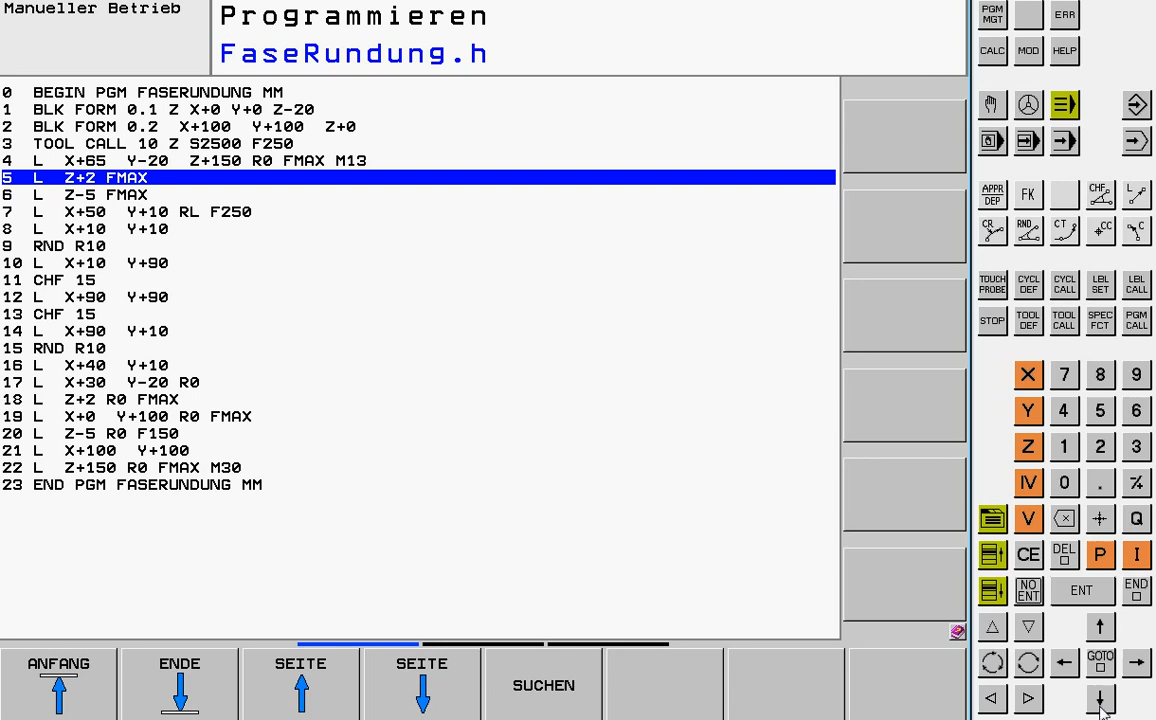 Manueller Betrieb
Programmieren
FaseRundung.h
0 BEGIN PGM FASERUNDUNG MM
1 BLK FORM 0.1 Z X+0 Y+0 Z-20
2 BLK FORM 0.2 X+100 Y+100 Z+0
3 TOOL CALL 10 Z S2500 F250
4 L X+65 Y-20 Z+150 R0 FMAX M13
5 L Z+2 FMAX
6 L Z-5 FMAX
7 L X+50 Y+10 RL F250
8 L X+10 Y+10
9 RND R10
10 L X+10 Y+90
11 CHF 15
12 L X+90 Y+90
13 CHF 15
14 L X+90 Y+10
15 RND R10
16 L X+40 Y+10
17 L X+30 Y-20 R0
18 L Z+2 R0 FMAX
19 L X+0 Y+100 R0 FMAX
20 L Z-5 R0 F150
21 L X+100 Y+100
22 L Z+150 R0 FMAX M30
23 END PGM FASERUNDUNG MM
ANFANG ENDE SEITE SEITE SUCHEN
PGM MGT ERR
CALC MOD HELP
APPR DEP FK CHF L
CR RND CT CC C
TOUCH PROBE CYCL DEF CYCL CALL LBL SET LBL CALL
STOP TOOL DEF TOOL CALL SPEC FCT PGM CALL
X 7 8 9
Y 4 5 6
Z 1 2 3
IV 0 .
V Q
CE DEL P I
NO ENT ENT END
GOTO